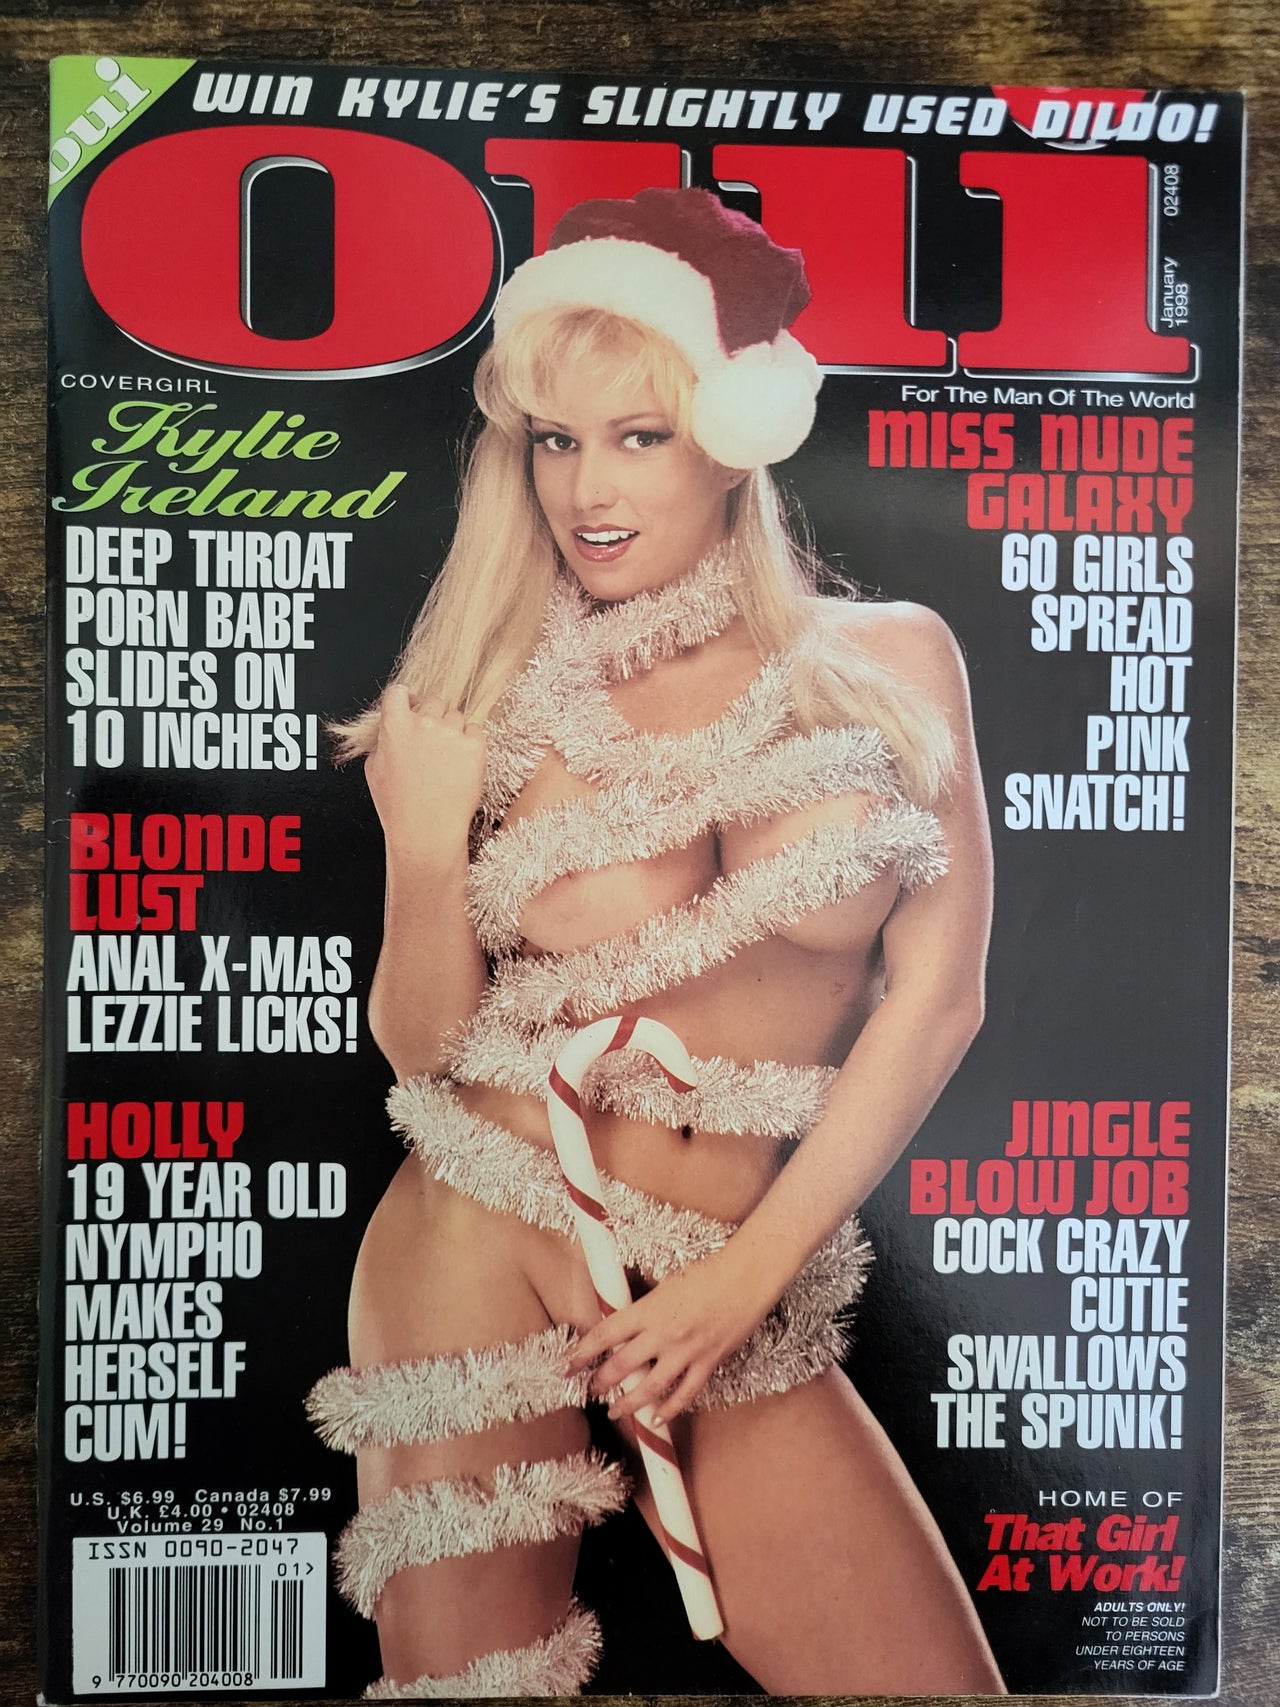 oui
WIN KYLIE'S SLIGHTLY USED DILDO!
oui
January 1998
02408
For The Man Of The World
COVERGIRL
Kylie
Ireland
DEEP THROAT
PORN BABE
SLIDES ON
10 INCHES!
MISS NUDE
GALAXY
60 GIRLS
SPREAD
HOT
PINK
SNATCH!
BLONDE
LUST
ANAL X-MAS
LEZZIE LICKS!
HOLLY
19 YEAR OLD
NYMPHO
MAKES
HERSELF
CUM!
JINGLE
BLOW JOB
COCK CRAZY
CUTIE
SWALLOWS
THE SPUNK!
U.S. $6.99 Canada $7.99
U.K. £4.00 • 02408
Volume 29 No.1
ISSN 0090-2047
01>
9 770090 204008
HOME OF
That Girl
At Work!
ADULTS ONLY!
NOT TO BE SOLD
TO PERSONS
UNDER EIGHTEEN
YEARS OF AGE